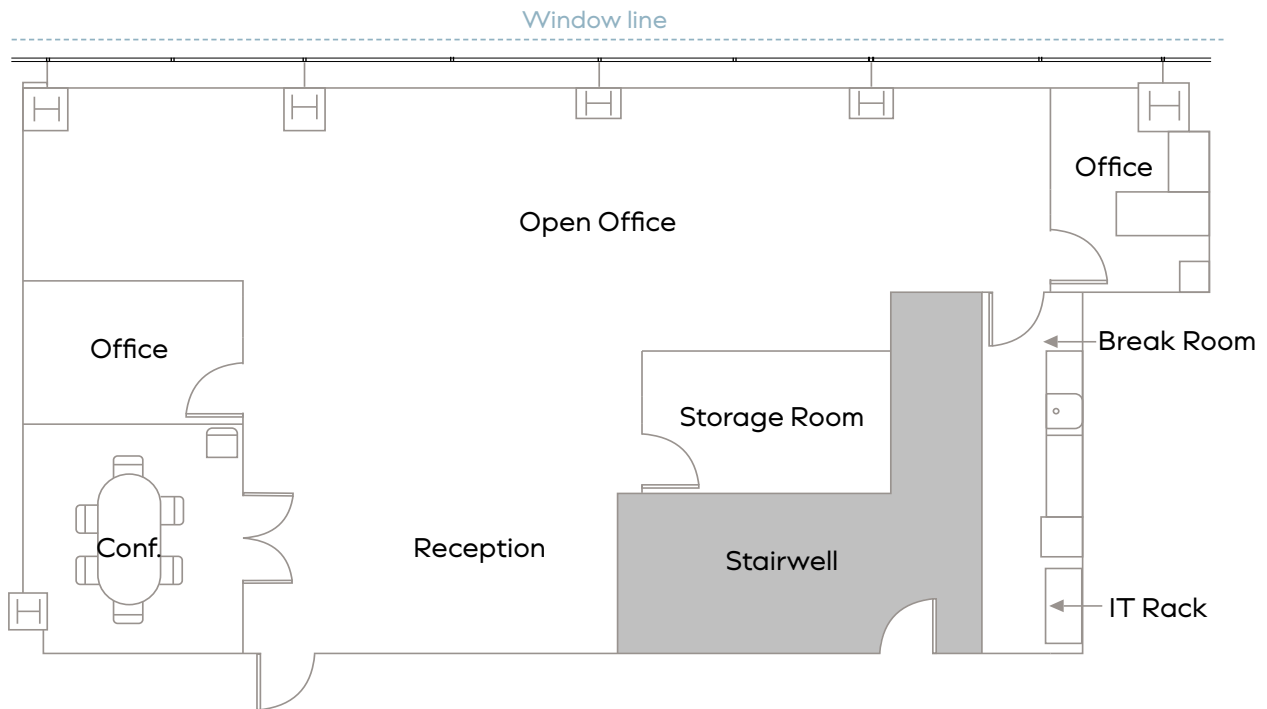 Window line
Office
Open Office
Office
Break Room
Storage Room
Conf.
Reception
Stairwell
IT Rack